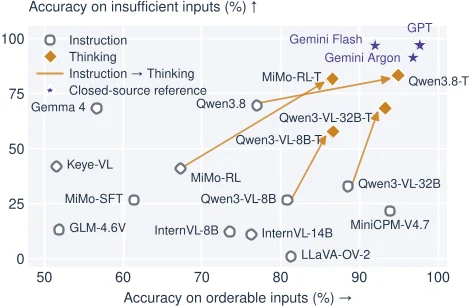 Accuracy on insufficient inputs (%) ↑
100
75
50
25
0
Instruction
Thinking
Instruction → Thinking
Closed-source reference
GPT
Gemini Flash
Gemini Argon
MiMo-RL-T
Qwen3.8-T
Gemma 4
Qwen3.8
Qwen3-VL-32B-T
Qwen3-VL-8B-T
Keye-VL
MiMo-RL
Qwen3-VL-32B
MiMo-SFT
Qwen3-VL-8B
GLM-4.6V
InternVL-8B
InternVL-14B
MiniCPM-V4.7
LLaVA-OV-2
50 60 70 80 90 100
Accuracy on orderable inputs (%) →